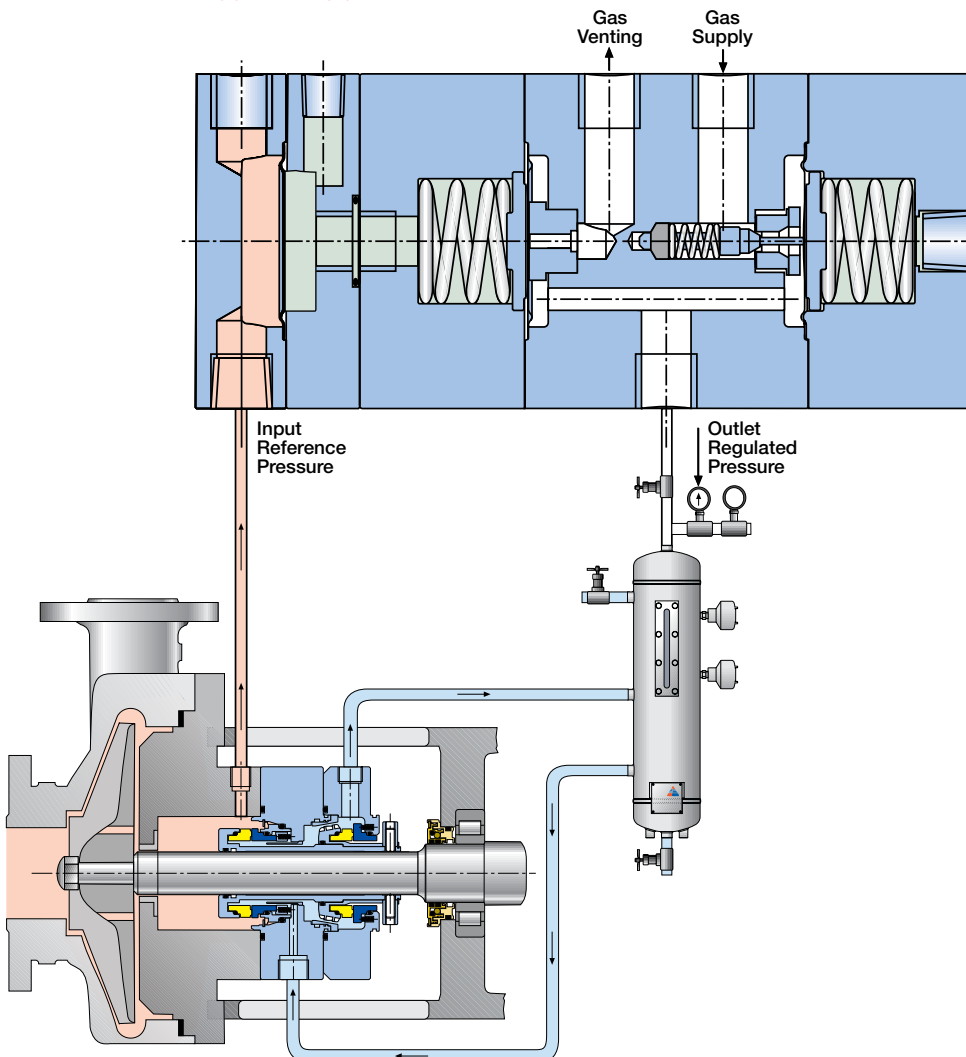 Gas
Venting
Gas
Supply
Input
Reference
Pressure
Outlet
Regulated
Pressure